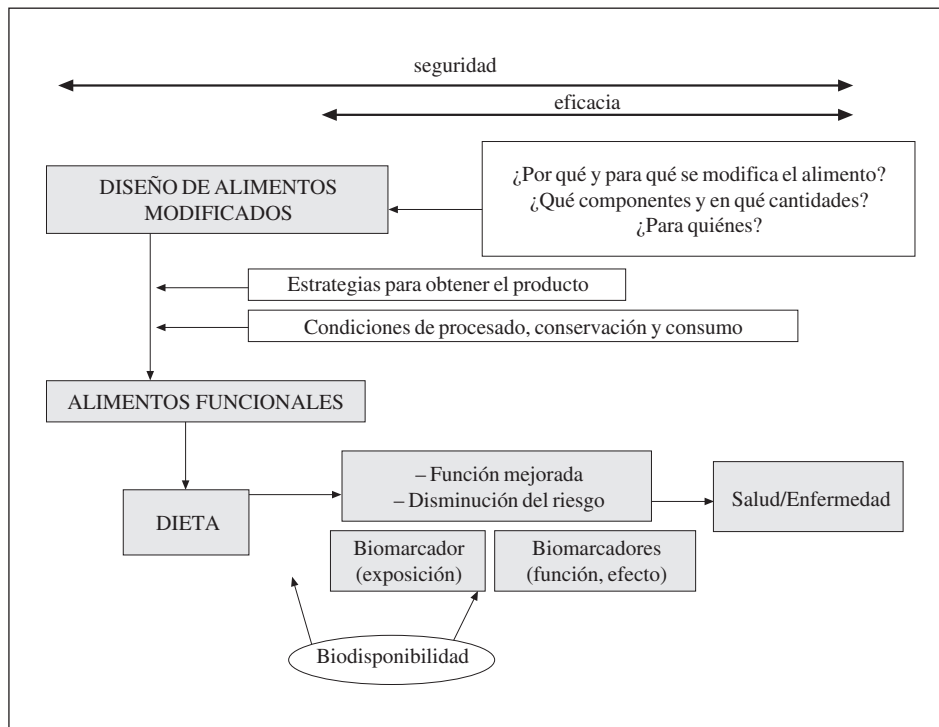 seguridad
eficacia
DISEÑO DE ALIMENTOS
MODIFICADOS
¿Por qué y para qué se modifica el alimento?
¿Qué componentes y en qué cantidades?
¿Para quiénes?
Estrategias para obtener el producto
Condiciones de procesado, conservación y consumo
ALIMENTOS FUNCIONALES
DIETA
– Función mejorada
– Disminución del riesgo
Salud/Enfermedad
Biomarcador
(exposición)
Biomarcadores
(función, efecto)
Biodisponibilidad